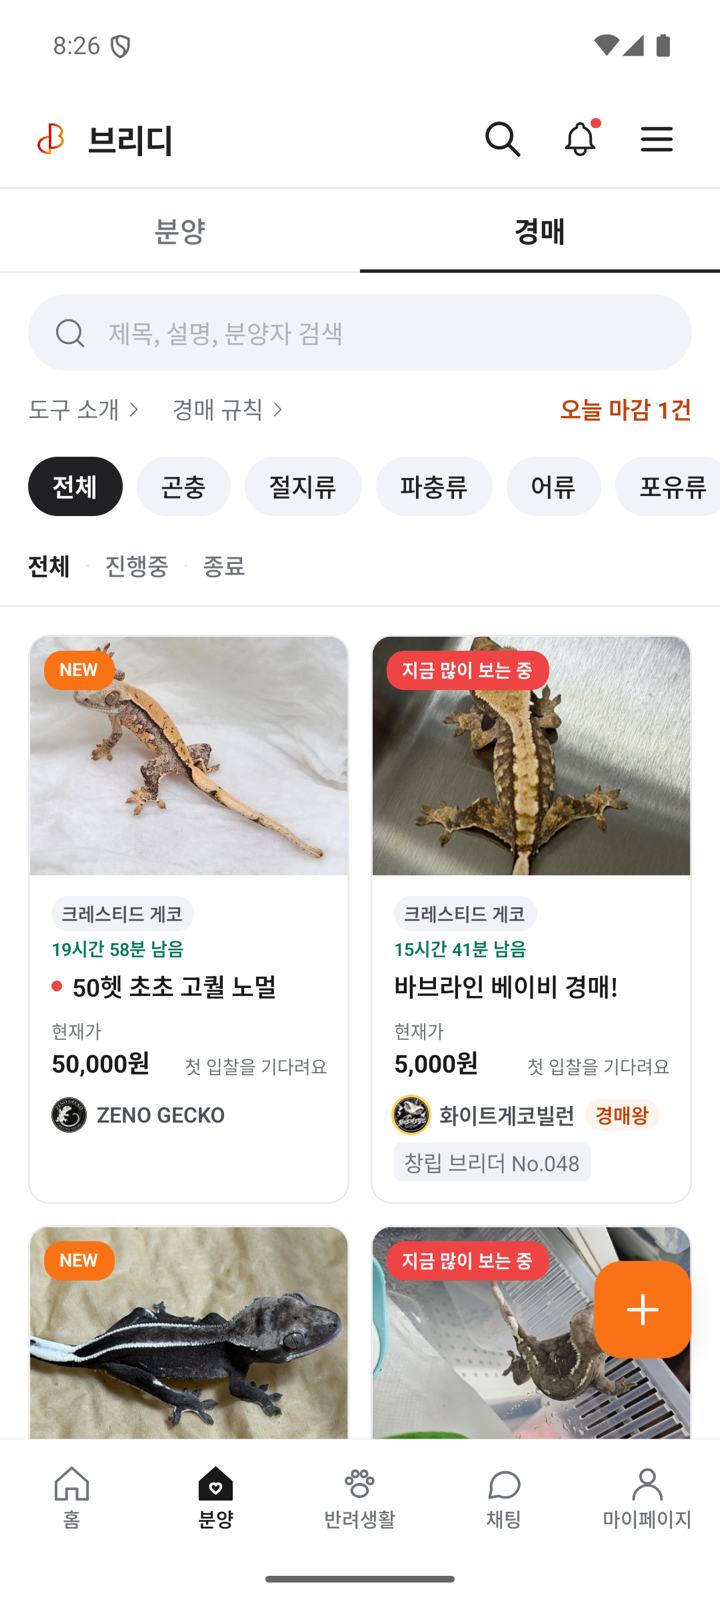 8:26
브리디
분양
경매
제목, 설명, 분양자 검색
도구 소개 >
경매 규칙 >
오늘 마감 1건
전체
곤충
절지류
파충류
어류
포유류
전체 · 진행중 · 종료
NEW
크레스티드 게코
19시간 58분 남음
50헷 초초 고퀄 노멀
현재가
50,000원
첫 입찰을 기다려요
ZENO GECKO
지금 많이 보는 중
크레스티드 게코
15시간 41분 남음
바브라인 베이비 경매!
현재가
5,000원
첫 입찰을 기다려요
화이트게코빌런
경매왕
창립 브리더 No.048
NEW
지금 많이 보는 중
홈
분양
반려생활
채팅
마이페이지